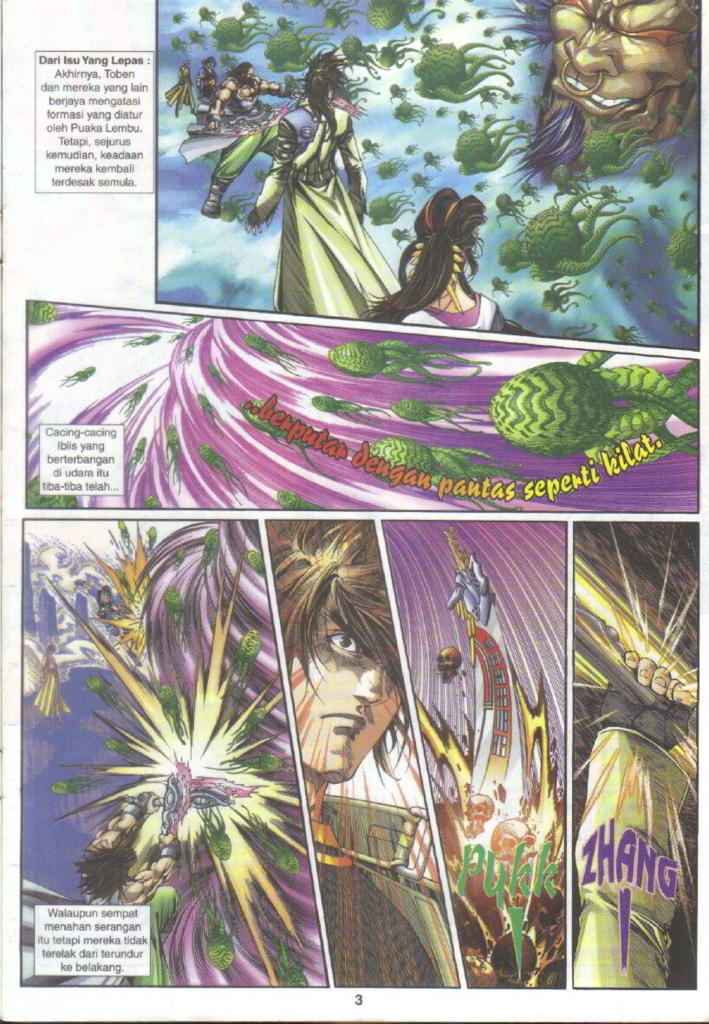 Dari Isu Yang Lepas :
Akhirnya, Toben
dan mereka yang lain
berjaya mengatasi
formasi yang diatur
oleh Puaka Lembu.
Tetapi, sejurus
kemudian, keadaan
mereka kembali
terdesak semula.
Cacing-cacing
Iblis yang
berterbangan
di udara itu
tiba-tiba telah...
..berputar dengan pantas seperti kilat.
Walaupun sempat
menahan serangan
itu tetapi mereka tidak
terelak dari terundur
ke belakang.
Pykk!
ZHANG!
3